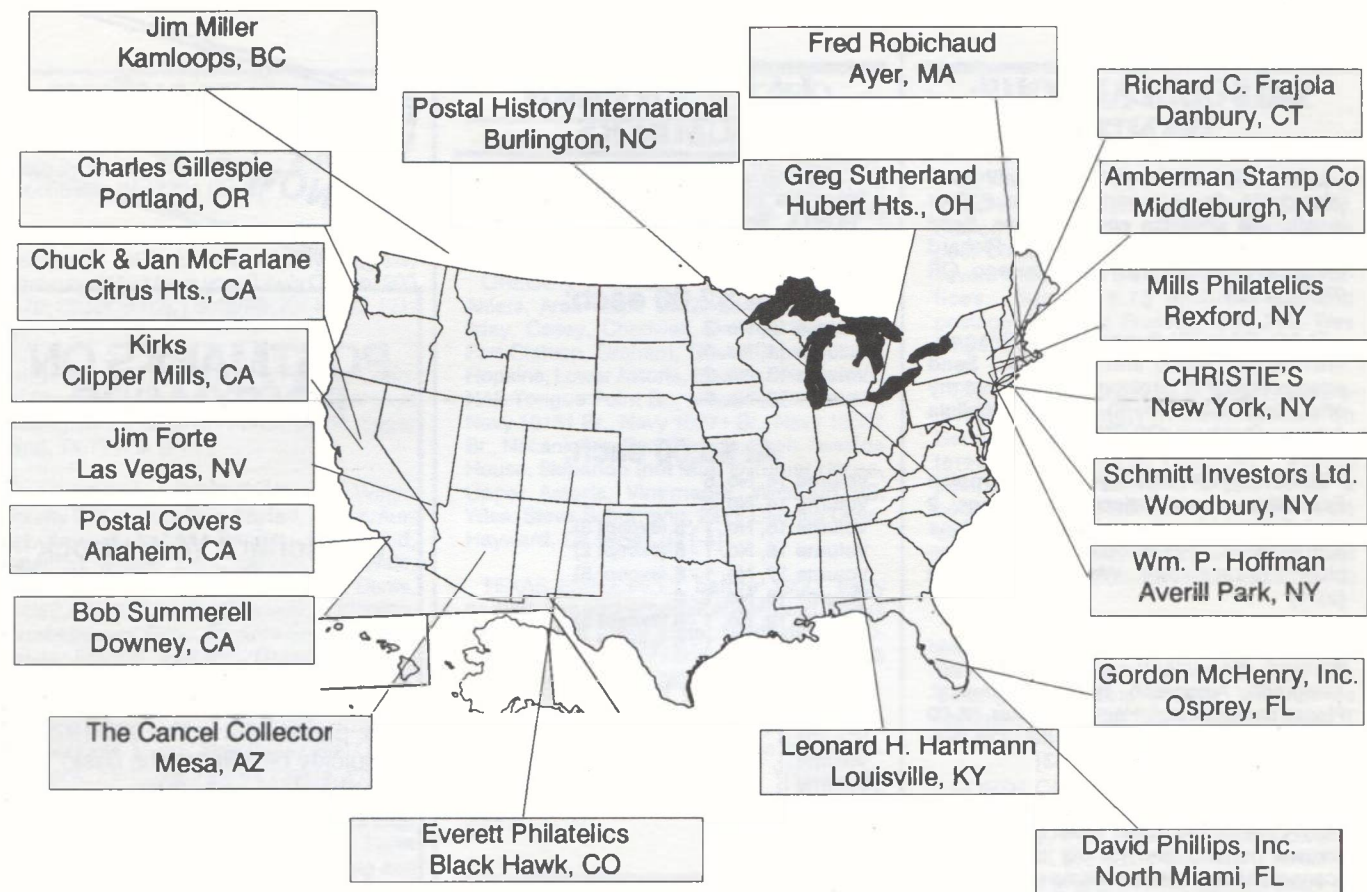 Jim Miller
Kamloops, BC
Fred Robichaud
Ayer, MA
Postal History International
Burlington, NC
Richard C. Frajola
Danbury, CT
Charles Gillespie
Portland, OR
Greg Sutherland
Hubert Hts., OH
Amberman Stamp Co
Middleburgh, NY
Chuck & Jan McFarlane
Citrus Hts., CA
Mills Philatelics
Rexford, NY
Kirks
Clipper Mills, CA
CHRISTIE'S
New York, NY
Jim Forte
Las Vegas, NV
Schmitt Investors Ltd.
Woodbury, NY
Postal Covers
Anaheim, CA
Wm. P. Hoffman
Averill Park, NY
Bob Summerell
Downey, CA
Gordon McHenry, Inc.
Osprey, FL
The Cancel Collector
Mesa, AZ
Leonard H. Hartmann
Louisville, KY
Everett Philatelics
Black Hawk, CO
David Phillips, Inc.
North Miami, FL